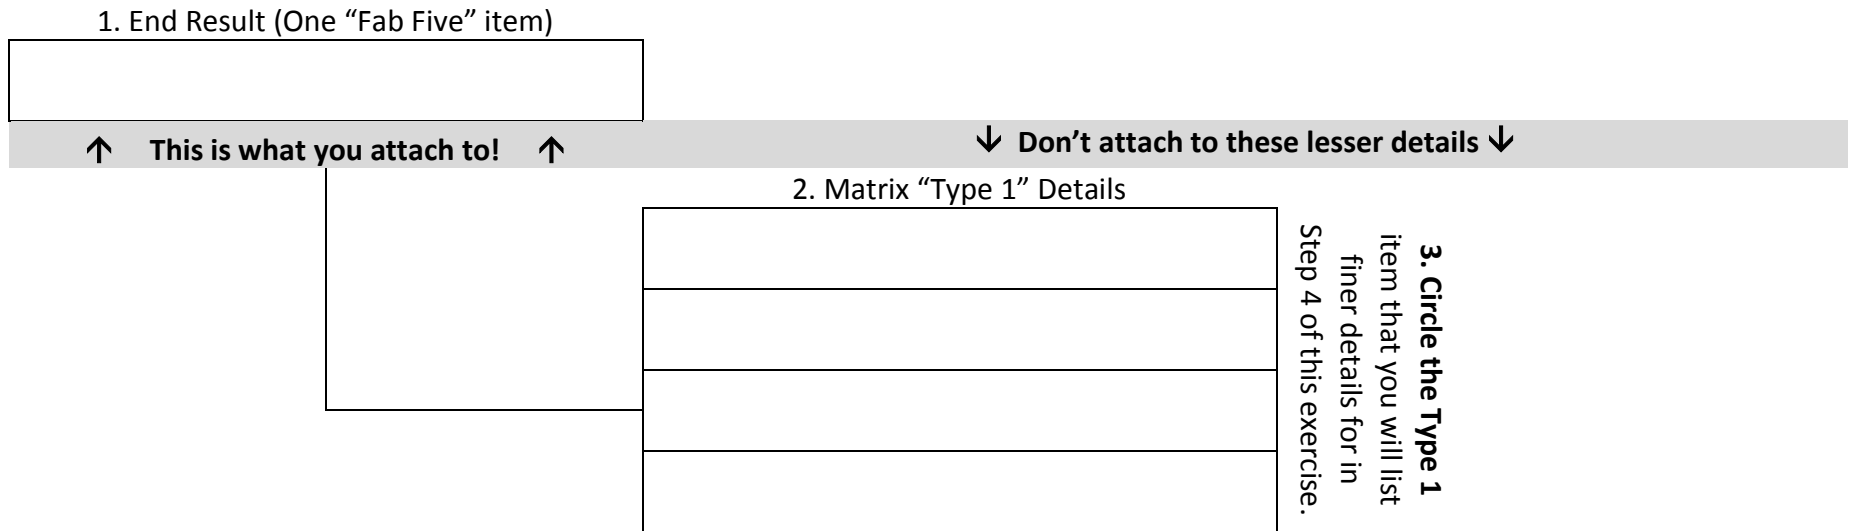 1. End Result (One “Fab Five” item)
↑ This is what you attach to! ↑
↓ Don’t attach to these lesser details ↓
2. Matrix “Type 1” Details
3. Circle the Type 1
item that you will list
finer details for in
Step 4 of this exercise.